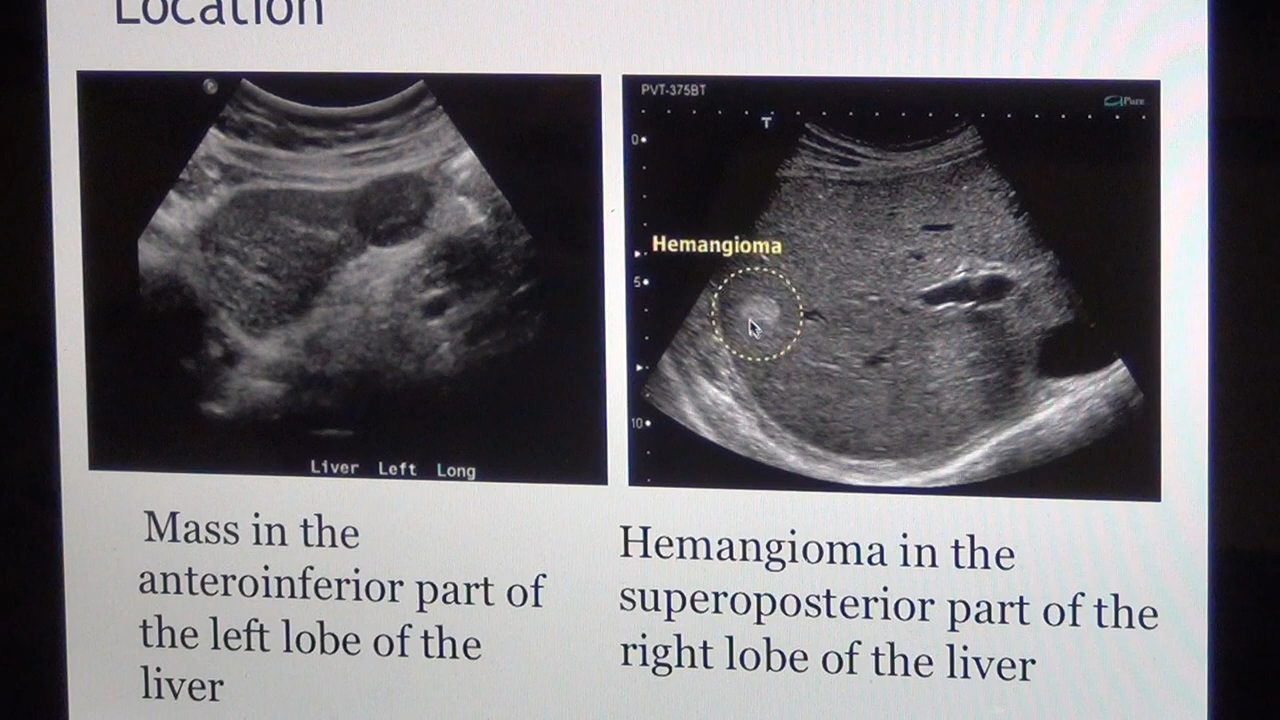 Location
PVT-375BT
Pure
T
0
Hemangioma
5
10
Liver Left Long
Mass in the
anteroinferior part of
the left lobe of the
liver
Hemangioma in the
superoposterior part of the
right lobe of the liver